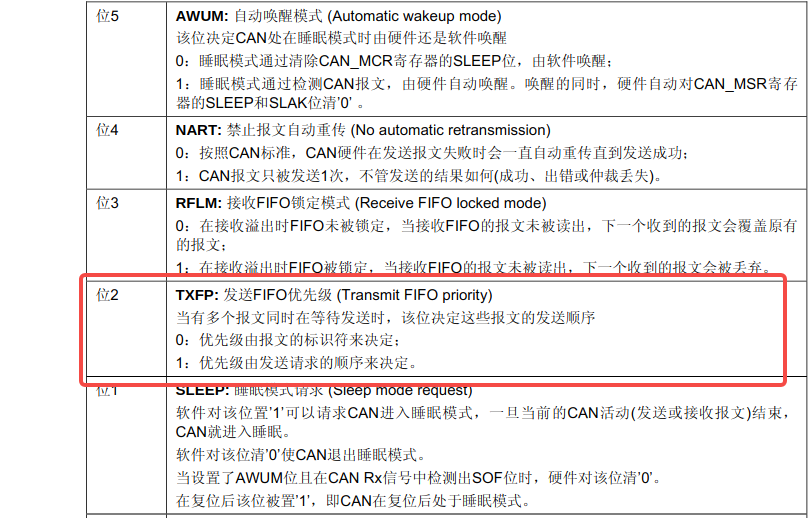 位5
AWUM: 自动唤醒模式 (Automatic wakeup mode)
该位决定CAN处在睡眠模式时由硬件还是软件唤醒
0：睡眠模式通过清除CAN_MCR寄存器的SLEEP位，由软件唤醒；
1：睡眠模式通过检测CAN报文，由硬件自动唤醒。唤醒的同时，硬件自动对CAN_MSR寄存
器的SLEEP和SLAK位清’0’ 。
位4
NART: 禁止报文自动重传 (No automatic retransmission)
0：按照CAN标准，CAN硬件在发送报文失败时会一直自动重传直到发送成功；
1：CAN报文只被发送1次，不管发送的结果如何(成功、出错或仲裁丢失)。
位3
RFLM: 接收FIFO锁定模式 (Receive FIFO locked mode)
0：在接收溢出时FIFO未被锁定，当接收FIFO的报文未被读出，下一个收到的报文会覆盖原有
的报文；
1：在接收溢出时FIFO被锁定，当接收FIFO的报文未被读出，下一个收到的报文会被丢弃。
位2
TXFP: 发送FIFO优先级 (Transmit FIFO priority)
当有多个报文同时在等待发送时，该位决定这些报文的发送顺序
0：优先级由报文的标识符来决定；
1：优先级由发送请求的顺序来决定。
位1
SLEEP: 睡眠模式请求 (Sleep mode request)
软件对该位置’1’可以请求CAN进入睡眠模式，一旦当前的CAN活动(发送或接收报文)结束，
CAN就进入睡眠。
软件对该位清’0’使CAN退出睡眠模式。
当设置了AWUM位且在CAN Rx信号中检测出SOF位时，硬件对该位清’0’。
在复位后该位被置’1’，即CAN在复位后处于睡眠模式。